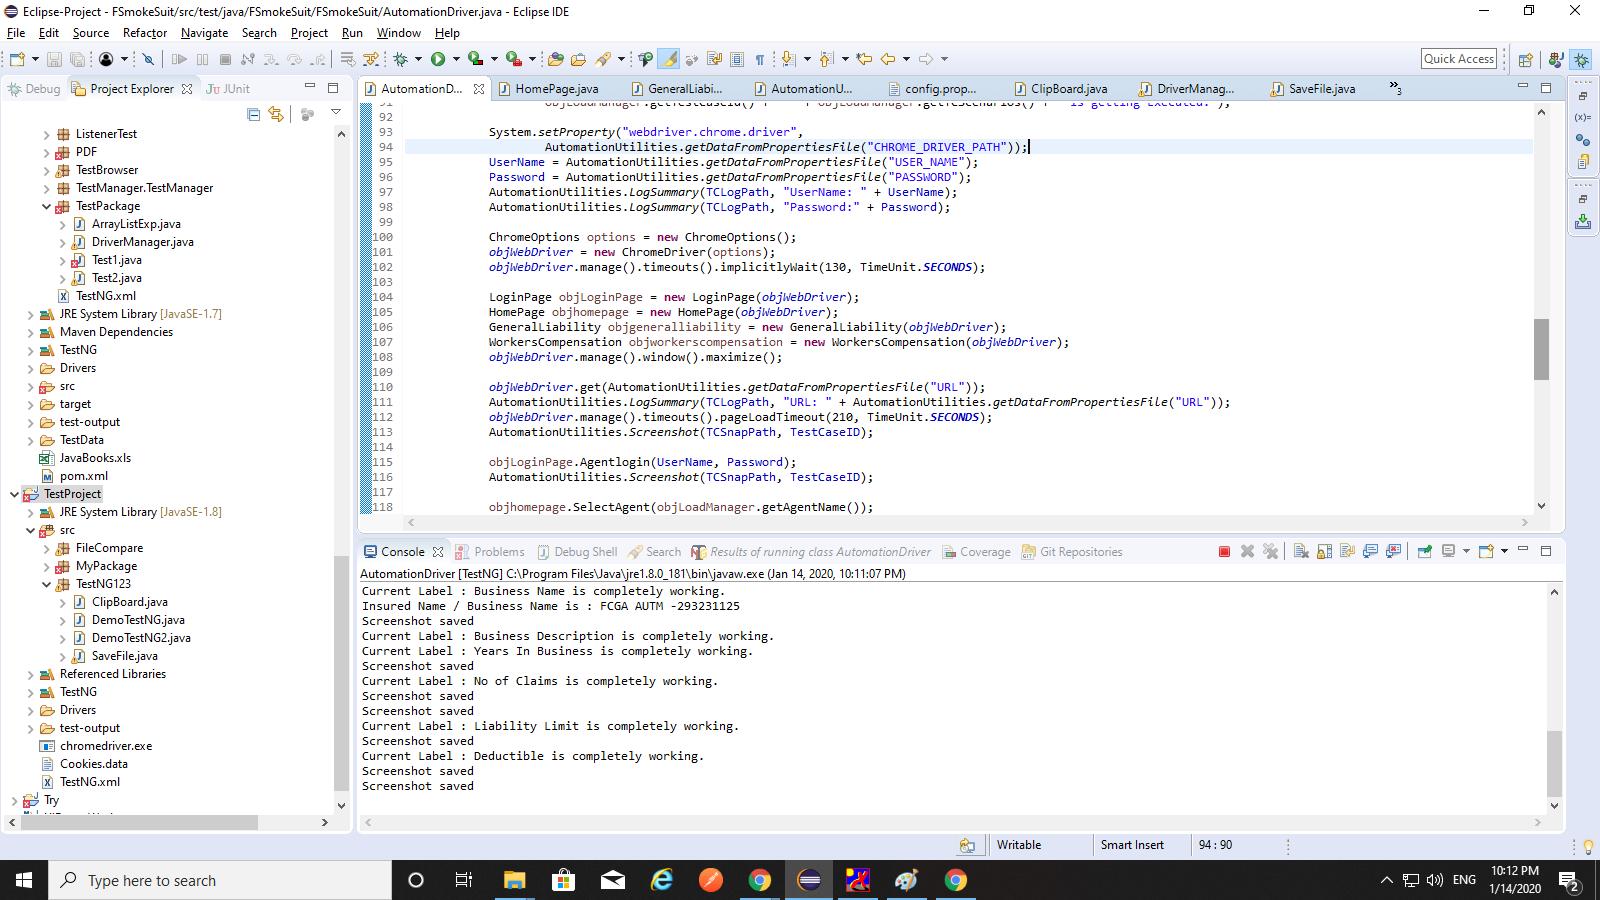 Eclipse-Project - FSmokeSuit/src/test/java/FSmokeSuit/FSmokeSuit/AutomationDriver.java - Eclipse IDE
File Edit Source Refactor Navigate Search Project Run Window Help
Quick Access
Debug Project Explorer JUnit
AutomationD... HomePage.java GeneralLiabi... AutomationU... config.prop... ClipBoard.java DriverManag... SaveFile.java »3
ListenerTest
PDF
TestBrowser
TestManager.TestManager
TestPackage
ArrayListExp.java
DriverManager.java
Test1.java
Test2.java
TestNG.xml
JRE System Library [JavaSE-1.7]
Maven Dependencies
TestNG
Drivers
src
target
test-output
TestData
JavaBooks.xls
pom.xml
TestProject
JRE System Library [JavaSE-1.8]
src
FileCompare
MyPackage
TestNG123
ClipBoard.java
DemoTestNG.java
DemoTestNG2.java
SaveFile.java
Referenced Libraries
TestNG
Drivers
test-output
chromedriver.exe
Cookies.data
TestNG.xml
Try
92
93 System.setProperty("webdriver.chrome.driver",
94 AutomationUtilities.getDataFromPropertiesFile("CHROME_DRIVER_PATH"));
95 UserName = AutomationUtilities.getDataFromPropertiesFile("USER_NAME");
96 Password = AutomationUtilities.getDataFromPropertiesFile("PASSWORD");
97 AutomationUtilities.LogSummary(TCLogPath, "UserName: " + UserName);
98 AutomationUtilities.LogSummary(TCLogPath, "Password:" + Password);
99
100 ChromeOptions options = new ChromeOptions();
101 objWebDriver = new ChromeDriver(options);
102 objWebDriver.manage().timeouts().implicitlyWait(130, TimeUnit.SECONDS);
103
104 LoginPage objLoginPage = new LoginPage(objWebDriver);
105 HomePage objhomepage = new HomePage(objWebDriver);
106 GeneralLiability objgeneralliability = new GeneralLiability(objWebDriver);
107 WorkersCompensation objworkerscompensation = new WorkersCompensation(objWebDriver);
108 objWebDriver.manage().window().maximize();
109
110 objWebDriver.get(AutomationUtilities.getDataFromPropertiesFile("URL"));
111 AutomationUtilities.LogSummary(TCLogPath, "URL: " + AutomationUtilities.getDataFromPropertiesFile("URL"));
112 objWebDriver.manage().timeouts().pageLoadTimeout(210, TimeUnit.SECONDS);
113 AutomationUtilities.Screenshot(TCSnapPath, TestCaseID);
114
115 objLoginPage.Agentlogin(UserName, Password);
116 AutomationUtilities.Screenshot(TCSnapPath, TestCaseID);
117
118 objhomepage.SelectAgent(objLoadManager.getAgentName());
Console Problems Debug Shell Search Results of running class AutomationDriver Coverage Git Repositories
AutomationDriver [TestNG] C:\Program Files\Java\jre1.8.0_181\bin\javaw.exe (Jan 14, 2020, 10:11:07 PM)
Current Label : Business Name is completely working.
Insured Name / Business Name is : FCGA AUTM -293231125
Screenshot saved
Current Label : Business Description is completely working.
Current Label : Years In Business is completely working.
Screenshot saved
Current Label : No of Claims is completely working.
Screenshot saved
Screenshot saved
Current Label : Liability Limit is completely working.
Screenshot saved
Current Label : Deductible is completely working.
Screenshot saved
Screenshot saved
Writable Smart Insert 94 : 90
Type here to search
ENG
10:12 PM
1/14/2020
2